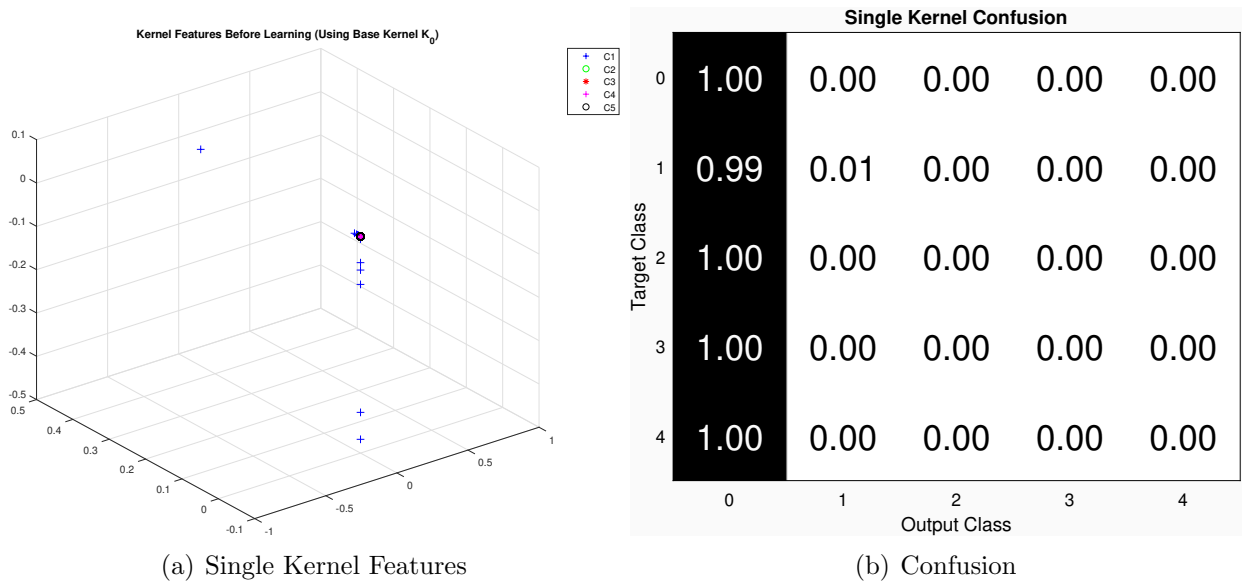 Kernel Features Before Learning (Using Base Kernel K0)
C1
C2
C3
C4
C5
0.1
0
-0.1
-0.2
-0.3
-0.4
-0.5
0.5
0.4
0.3
0.2
0.1
0
-0.1
-1
-0.5
0
0.5
1
(a) Single Kernel Features
Single Kernel Confusion
Target Class
0 1.00 0.00 0.00 0.00 0.00
1 0.99 0.01 0.00 0.00 0.00
2 1.00 0.00 0.00 0.00 0.00
3 1.00 0.00 0.00 0.00 0.00
4 1.00 0.00 0.00 0.00 0.00
0 1 2 3 4
Output Class
(b) Confusion